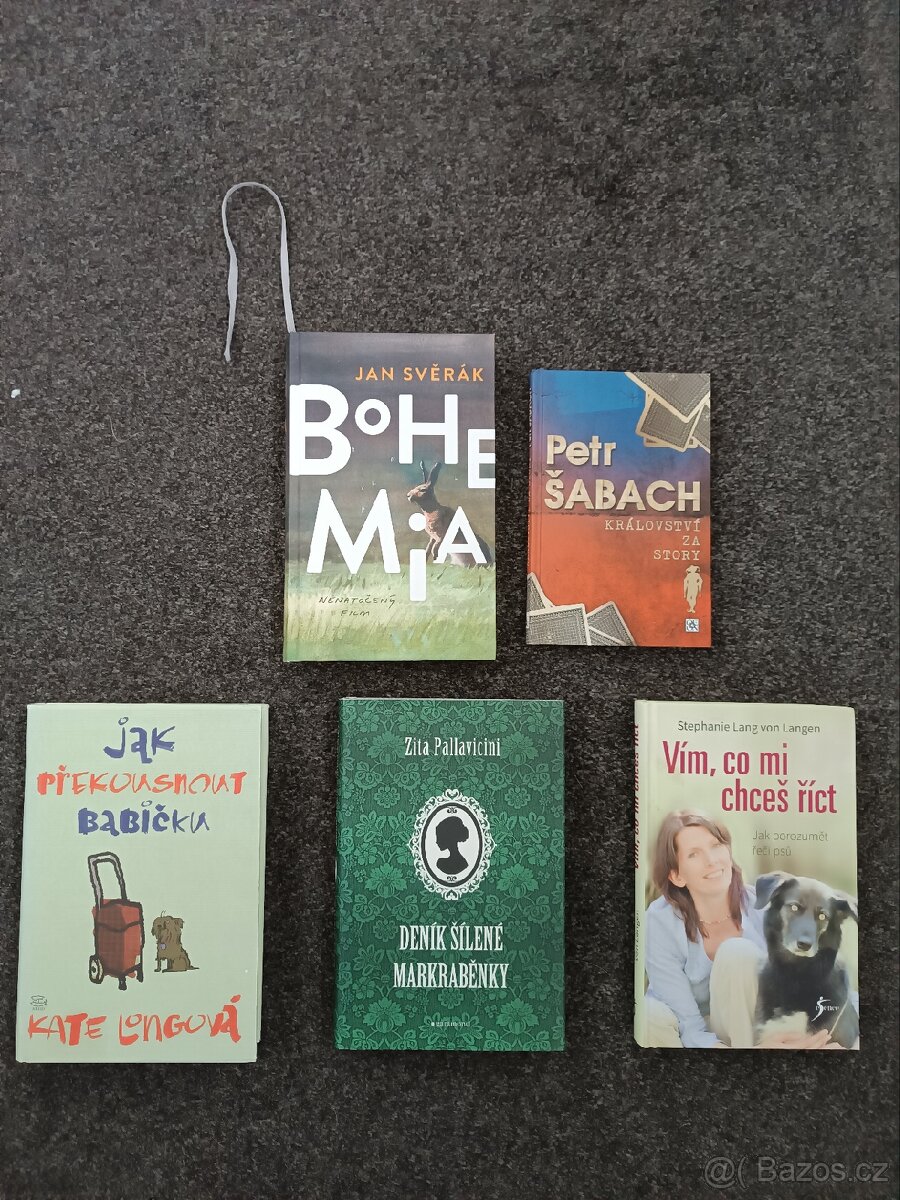 JAN SVĚRÁK
BOHE
MiA
NENATOČENÝ
FILM
Petr
ŠABACH
KRÁLOVSTVÍ
ZA
STORY
jak
PŘEKOUSNOUT
BABIČKU
KATE LONGOVÁ
Zita Pallavicini
DENÍK ŠÍLENÉ
MARKRABĚNKY
Stephanie Lang von Langen
Vím, co mi
chceš říct
Jak porozumět
řeči psů
@( Bazos.cz